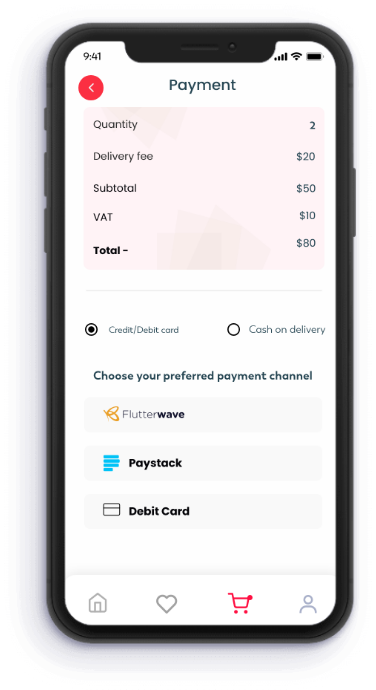 9:41
Payment
Quantity 2
Delivery fee $20
Subtotal $50
VAT $10
Total - $80
Credit/Debit card Cash on delivery
Choose your preferred payment channel
Flutterwave
Paystack
Debit Card